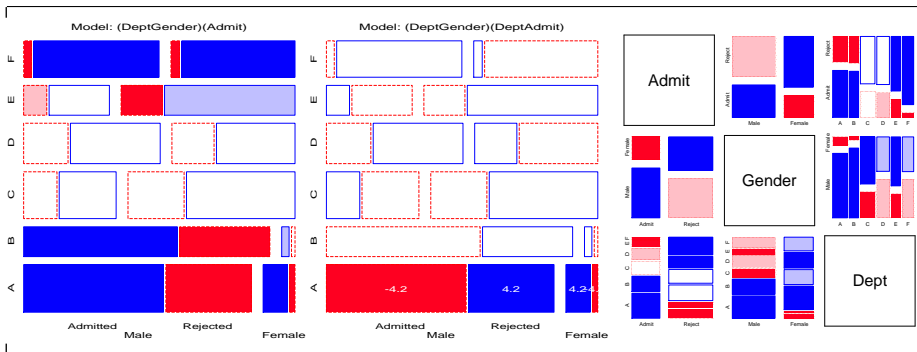 Model: (DeptGender)(Admit)
F
E
D
C
B
A
Admitted Rejected
Male Female
Model: (DeptGender)(DeptAdmit)
F
E
D
C
B
A
-4.2 4.2 4.2 -4.2
Admitted Rejected
Male Female
Admit
Reject
Admit
Male Female
Reject
Admit
A B C D E F
Female
Male
Admit Reject
Gender
Female
Male
A B C D E F
A B C D E F
Admit Reject
A B C D E F
Male Female
Dept